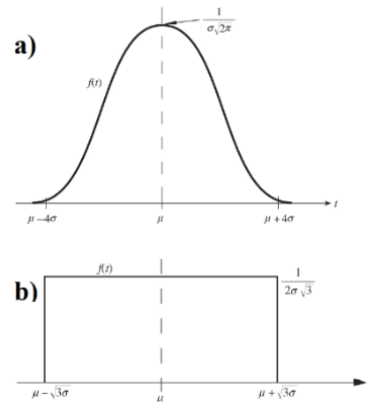 a)
1
σ√2π
f(t)
μ–4σ μ μ+4σ t
b)
f(t)
1
2σ √3
μ–√3σ μ μ+√3σ